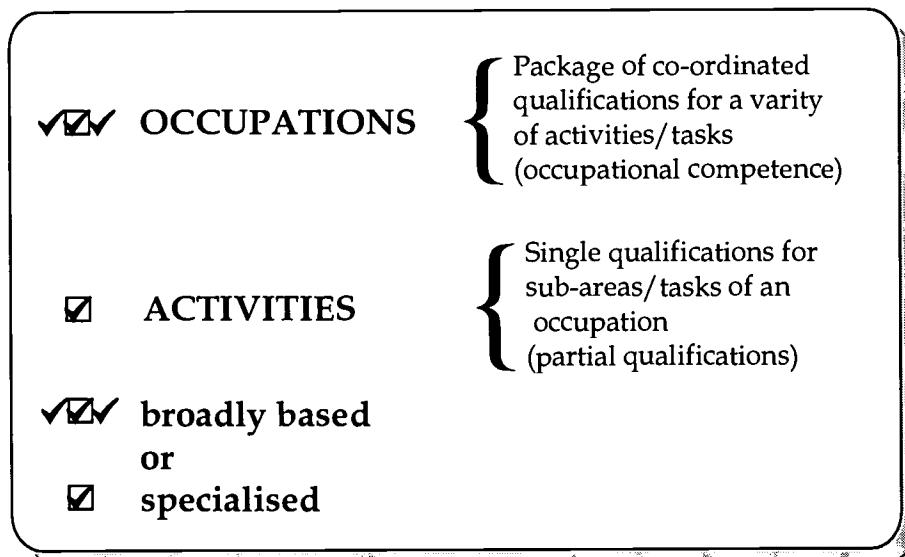 ✓☑✓ OCCUPATIONS
Package of co-ordinated
qualifications for a varity
of activities/tasks
(occupational competence)
☑ ACTIVITIES
Single qualifications for
sub-areas/tasks of an
occupation
(partial qualifications)
✓☑✓ broadly based
or
☑ specialised